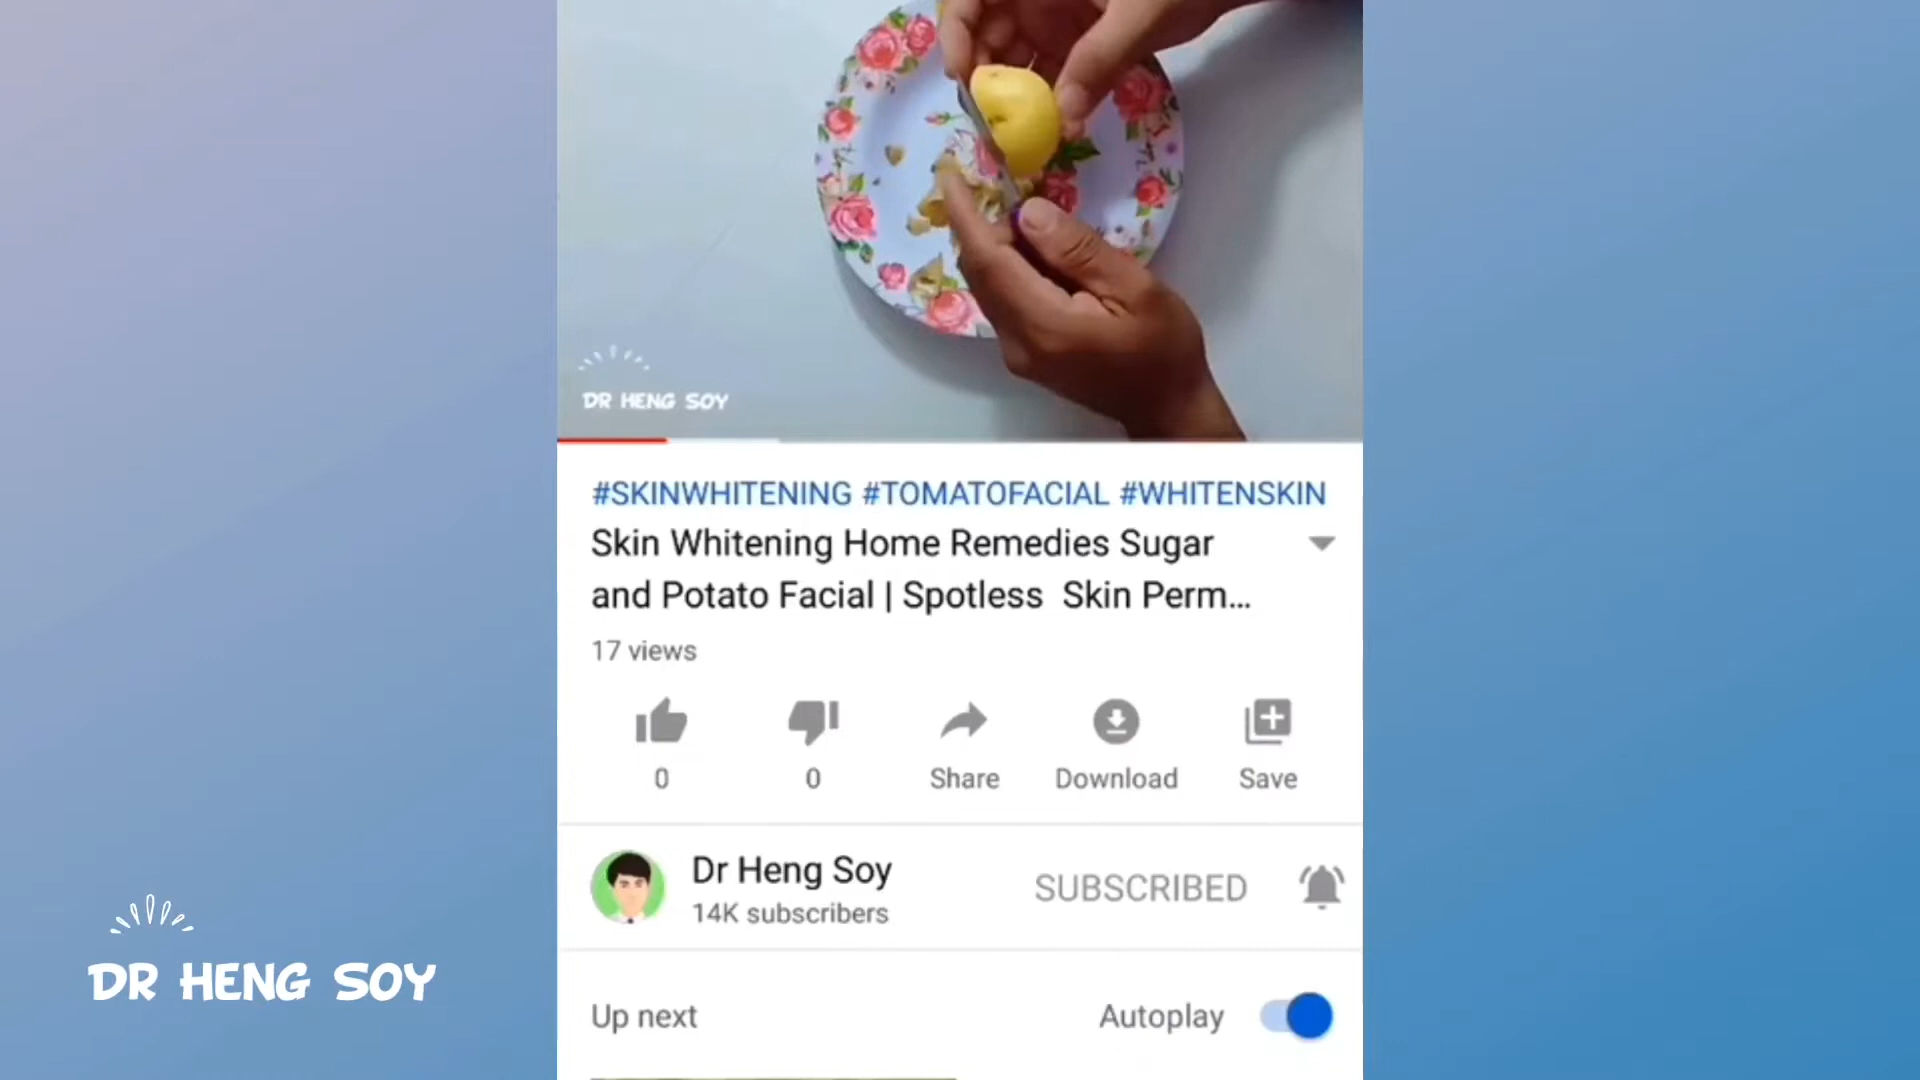 DR HENG SOY
#SKINWHITENING #TOMATOFACIAL #WHITENSKIN
Skin Whitening Home Remedies Sugar
and Potato Facial | Spotless Skin Perm...
17 views
0
0
Share
Download
Save
Dr Heng Soy
SUBSCRIBED
14K subscribers
DR HENG SOY
Up next
Autoplay